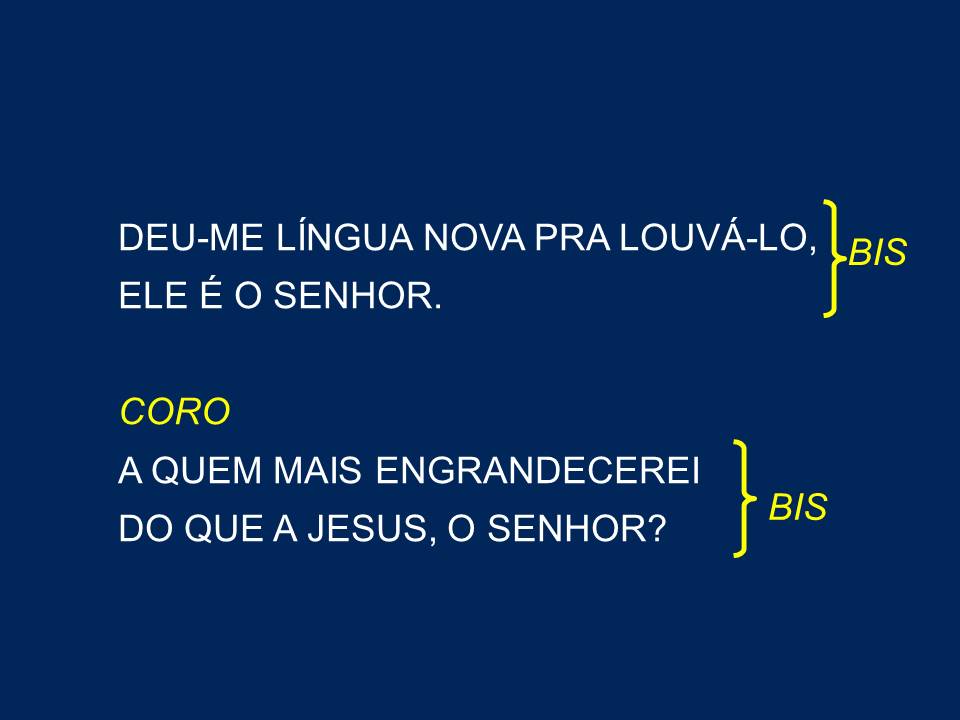 DEU-ME LÍNGUA NOVA PRA LOUVÁ-LO,
BIS
ELE É O SENHOR.
CORO
A QUEM MAIS ENGRANDECEREI
BIS
DO QUE A JESUS, O SENHOR?